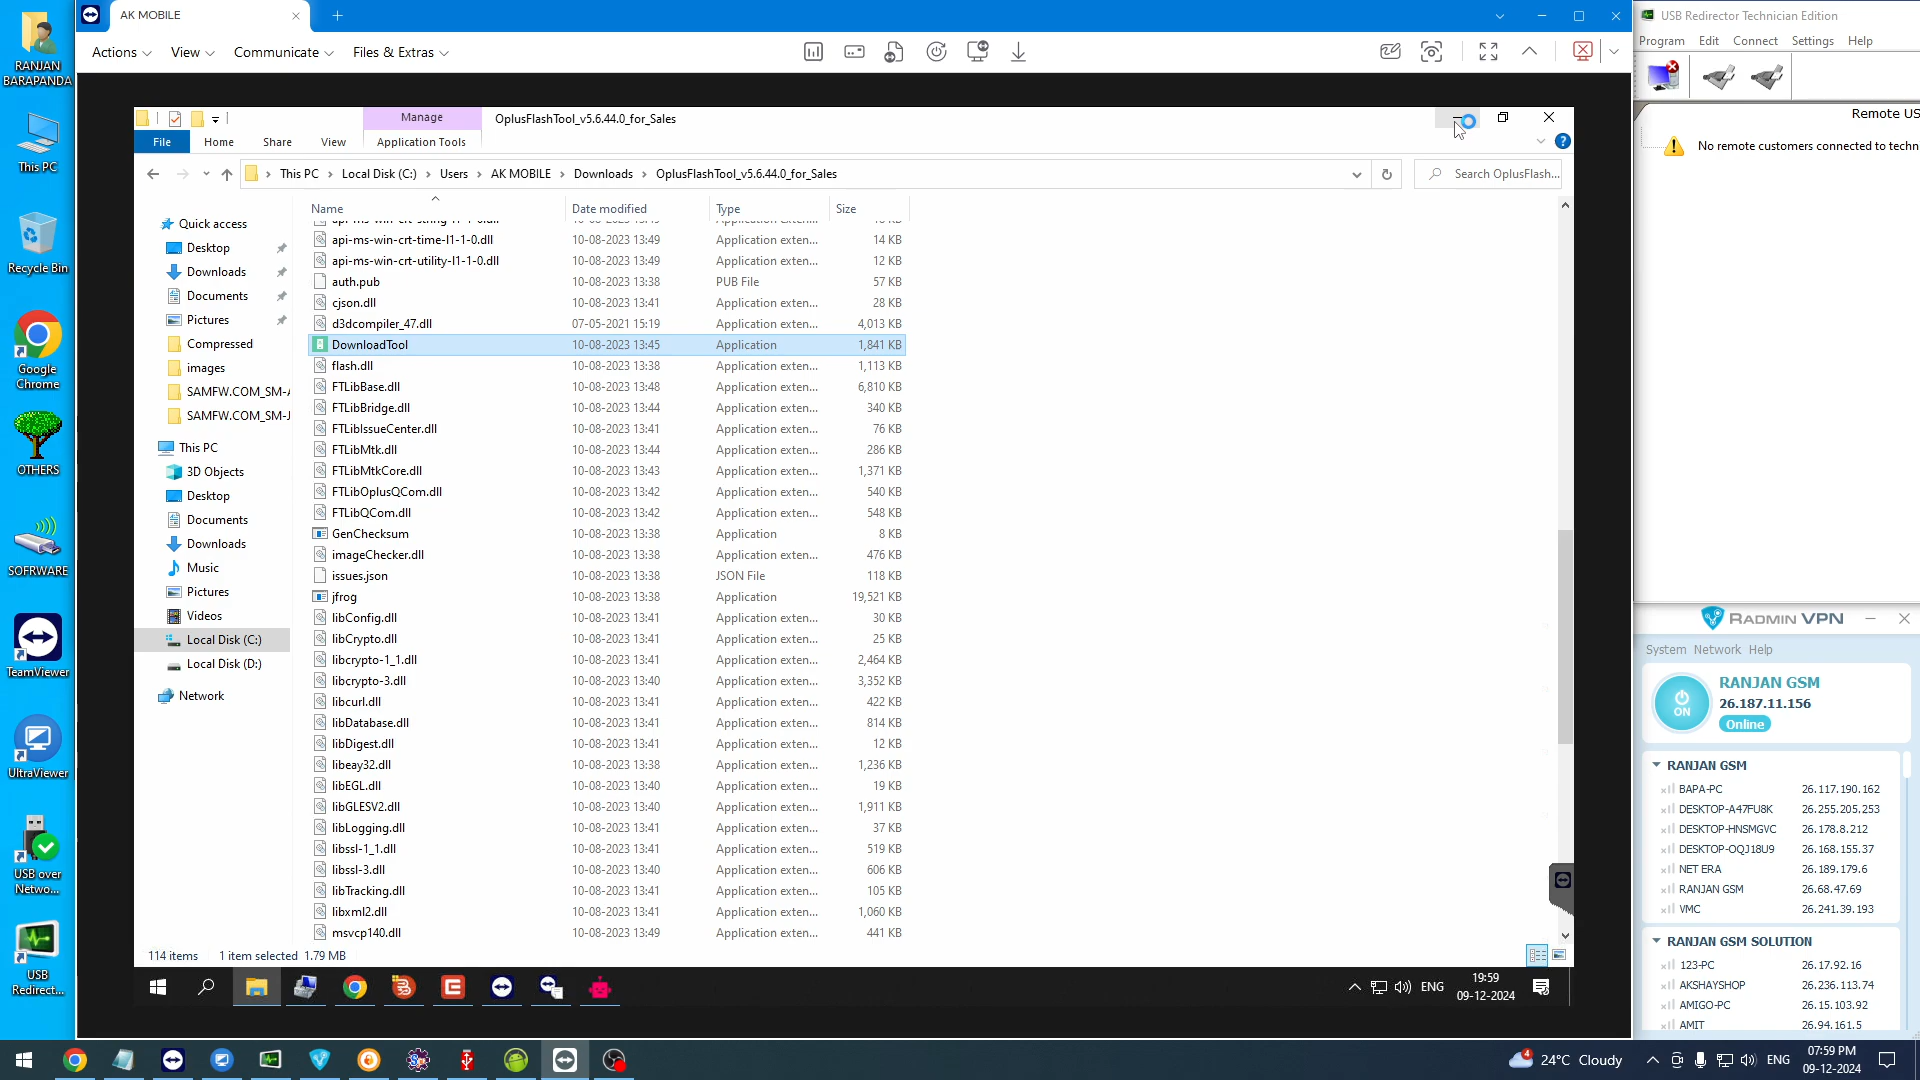 RANJAN BARAPANDA
This PC
Recycle Bin
Google Chrome
OTHERS
SOFRWARE
TeamViewer
UltraViewer
USB over Netwo...
USB Redirect...
AK MOBILE
Actions
View
Communicate
Files & Extras
Manage
OplusFlashTool_v5.6.44.0_for_Sales
File
Home
Share
View
Application Tools
This PC
Local Disk (C:)
Users
AK MOBILE
Downloads
OplusFlashTool_v5.6.44.0_for_Sales
Search OplusFlash...
Quick access
Desktop
Downloads
Documents
Pictures
Compressed
images
SAMFW.COM_SM-
SAMFW.COM_SM-
This PC
3D Objects
Desktop
Documents
Downloads
Music
Pictures
Videos
Local Disk (C:)
Local Disk (D:)
Network
Name Date modified Type Size
api-ms-win-crt-time-l1-1-0.dll 10-08-2023 13:49 Application exten... 14 KB
api-ms-win-crt-utility-l1-1-0.dll 10-08-2023 13:49 Application exten... 12 KB
auth.pub 10-08-2023 13:38 PUB File 57 KB
cjson.dll 10-08-2023 13:41 Application exten... 28 KB
d3dcompiler_47.dll 07-05-2021 15:19 Application exten... 4,013 KB
DownloadTool 10-08-2023 13:45 Application 1,841 KB
flash.dll 10-08-2023 13:38 Application exten... 1,113 KB
FTLibBase.dll 10-08-2023 13:48 Application exten... 6,810 KB
FTLibBridge.dll 10-08-2023 13:44 Application exten... 340 KB
FTLibIssueCenter.dll 10-08-2023 13:41 Application exten... 76 KB
FTLibMtk.dll 10-08-2023 13:44 Application exten... 286 KB
FTLibMtkCore.dll 10-08-2023 13:43 Application exten... 1,371 KB
FTLibOplusQCom.dll 10-08-2023 13:42 Application exten... 540 KB
FTLibQCom.dll 10-08-2023 13:42 Application exten... 548 KB
GenChecksum 10-08-2023 13:38 Application 8 KB
imageChecker.dll 10-08-2023 13:38 Application exten... 476 KB
issues.json 10-08-2023 13:38 JSON File 118 KB
jfrog 10-08-2023 13:38 Application 19,521 KB
libConfig.dll 10-08-2023 13:41 Application exten... 30 KB
libCrypto.dll 10-08-2023 13:41 Application exten... 25 KB
libcrypto-1_1.dll 10-08-2023 13:41 Application exten... 2,464 KB
libcrypto-3.dll 10-08-2023 13:40 Application exten... 3,352 KB
libcurl.dll 10-08-2023 13:41 Application exten... 422 KB
libDatabase.dll 10-08-2023 13:41 Application exten... 814 KB
libDigest.dll 10-08-2023 13:41 Application exten... 12 KB
libeay32.dll 10-08-2023 13:38 Application exten... 1,236 KB
libEGL.dll 10-08-2023 13:40 Application exten... 19 KB
libGLESV2.dll 10-08-2023 13:40 Application exten... 1,911 KB
libLogging.dll 10-08-2023 13:41 Application exten... 37 KB
libssl-1_1.dll 10-08-2023 13:41 Application exten... 519 KB
libssl-3.dll 10-08-2023 13:40 Application exten... 606 KB
libTracking.dll 10-08-2023 13:41 Application exten... 105 KB
libxml2.dll 10-08-2023 13:41 Application exten... 1,060 KB
msvcp140.dll 10-08-2023 13:49 Application exten... 441 KB
114 items 1 item selected 1.79 MB
ENG
19:59
09-12-2024
USB Redirector Technician Edition
Program Edit Connect Settings Help
Remote US
No remote customers connected to techn
RADMIN VPN
System Network Help
ON
RANJAN GSM
26.187.11.156
Online
RANJAN GSM
BAPA-PC 26.117.190.162
DESKTOP-A47FU8K 26.255.205.253
DESKTOP-HNSMGVC 26.178.8.212
DESKTOP-OQJ18U9 26.168.155.37
NET ERA 26.189.179.6
RANJAN GSM 26.68.47.69
VMC 26.241.39.193
RANJAN GSM SOLUTION
123-PC 26.17.92.16
AKSHAYSHOP 26.236.113.74
AMIGO-PC 26.15.103.92
AMIT 26.94.161.5
4
24°C Cloudy
ENG
07:59 PM
09-12-2024